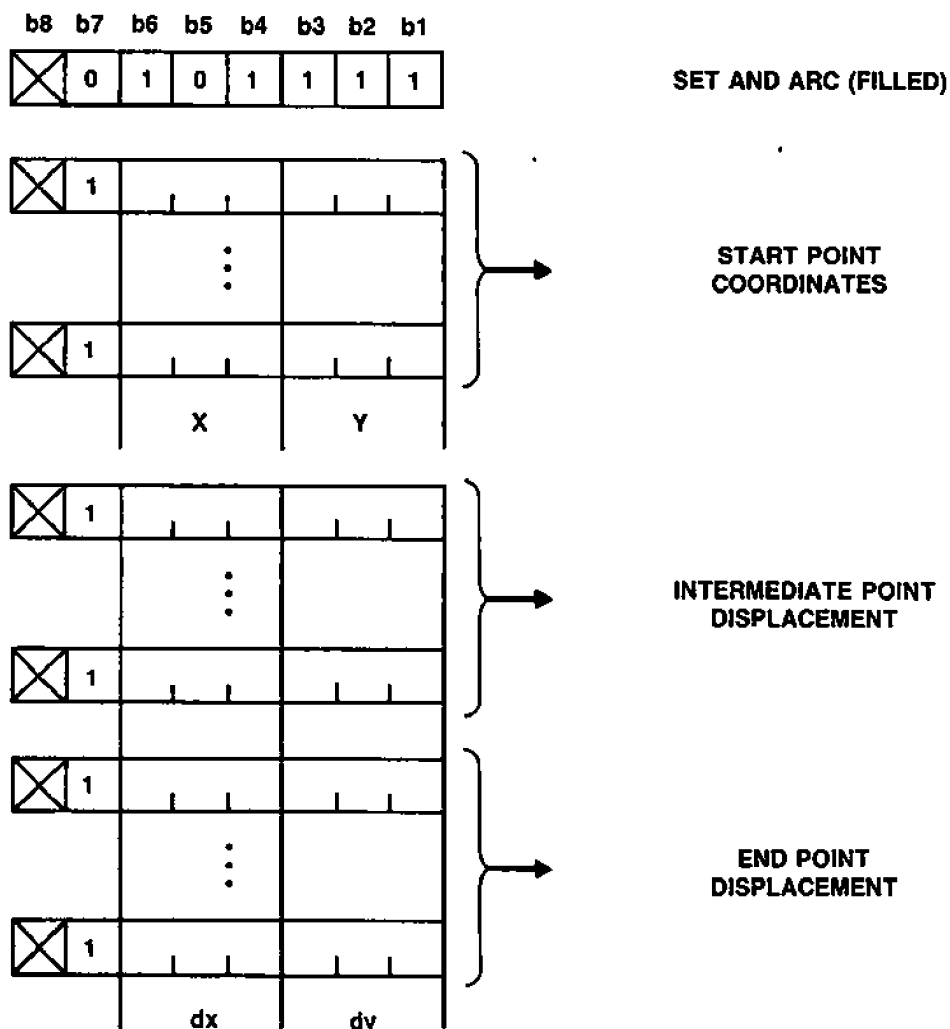 b8 b7 b6 b5 b4 b3 b2 b1
0 1 0 1 1 1 1
SET AND ARC (FILLED)
1
START POINT
COORDINATES
1
X Y
1
INTERMEDIATE POINT
DISPLACEMENT
1
1
END POINT
DISPLACEMENT
1
dx dy